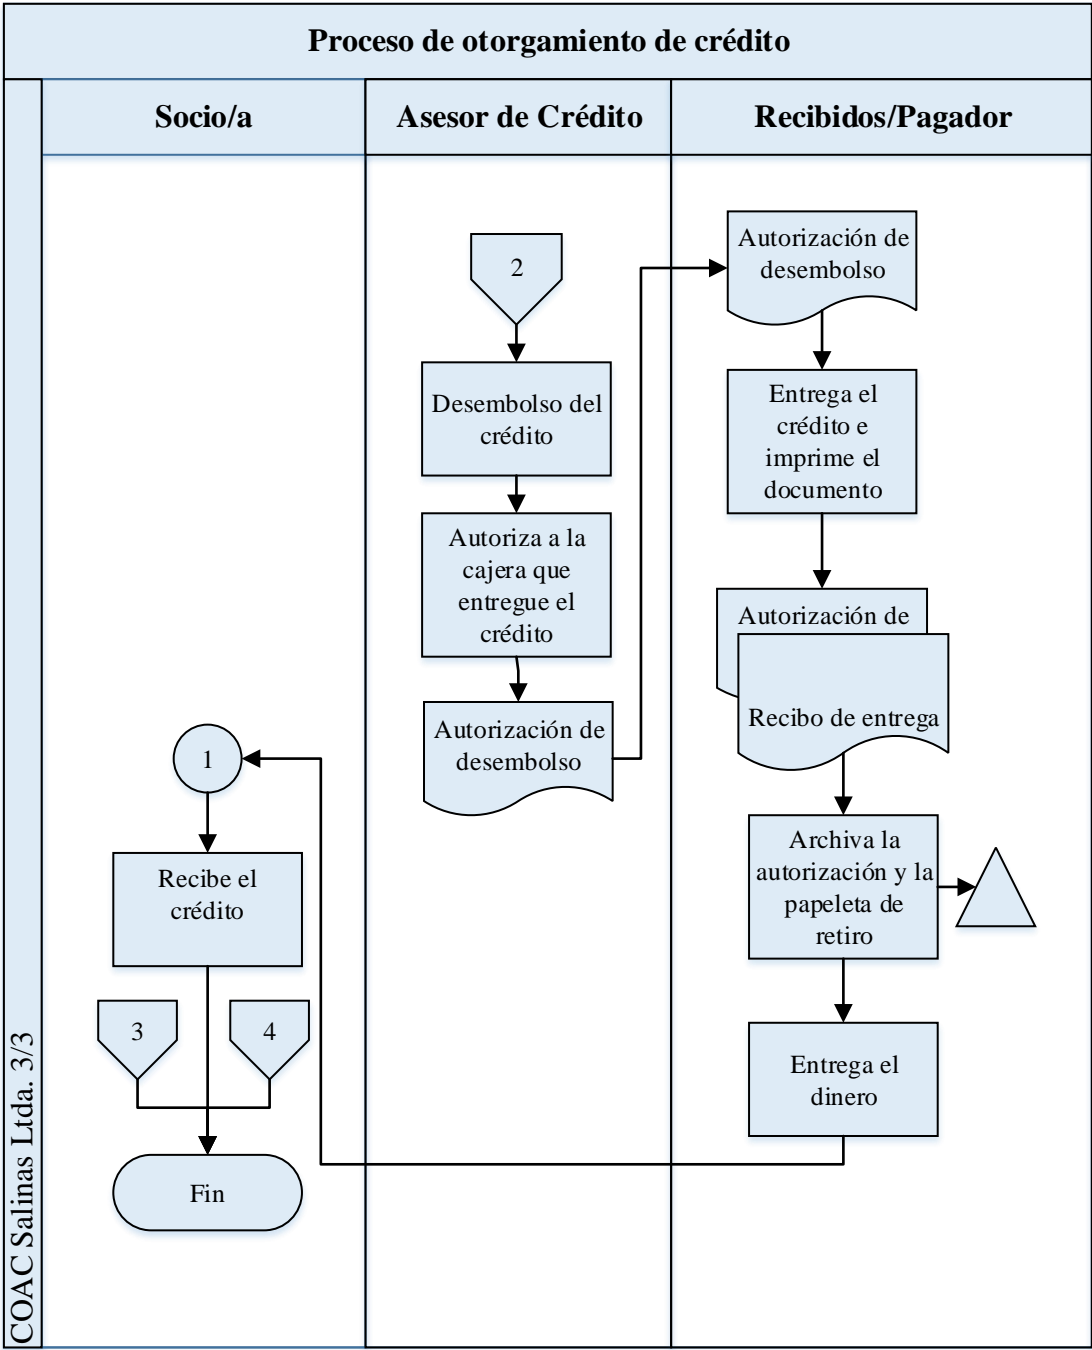 Proceso de otorgamiento de crédito
COAC Salinas Ltda. 3/3
Socio/a
Asesor de Crédito
Recibidos/Pagador
2
Desembolso del
crédito
Autoriza a la
cajera que
entregue el
crédito
Autorización de
desembolso
Autorización de
desembolso
Entrega el
crédito e
imprime el
documento
Autorización de
Recibo de entrega
Archiva la
autorización y la
papeleta de
retiro
Entrega el
dinero
1
Recibe el
crédito
3
4
Fin